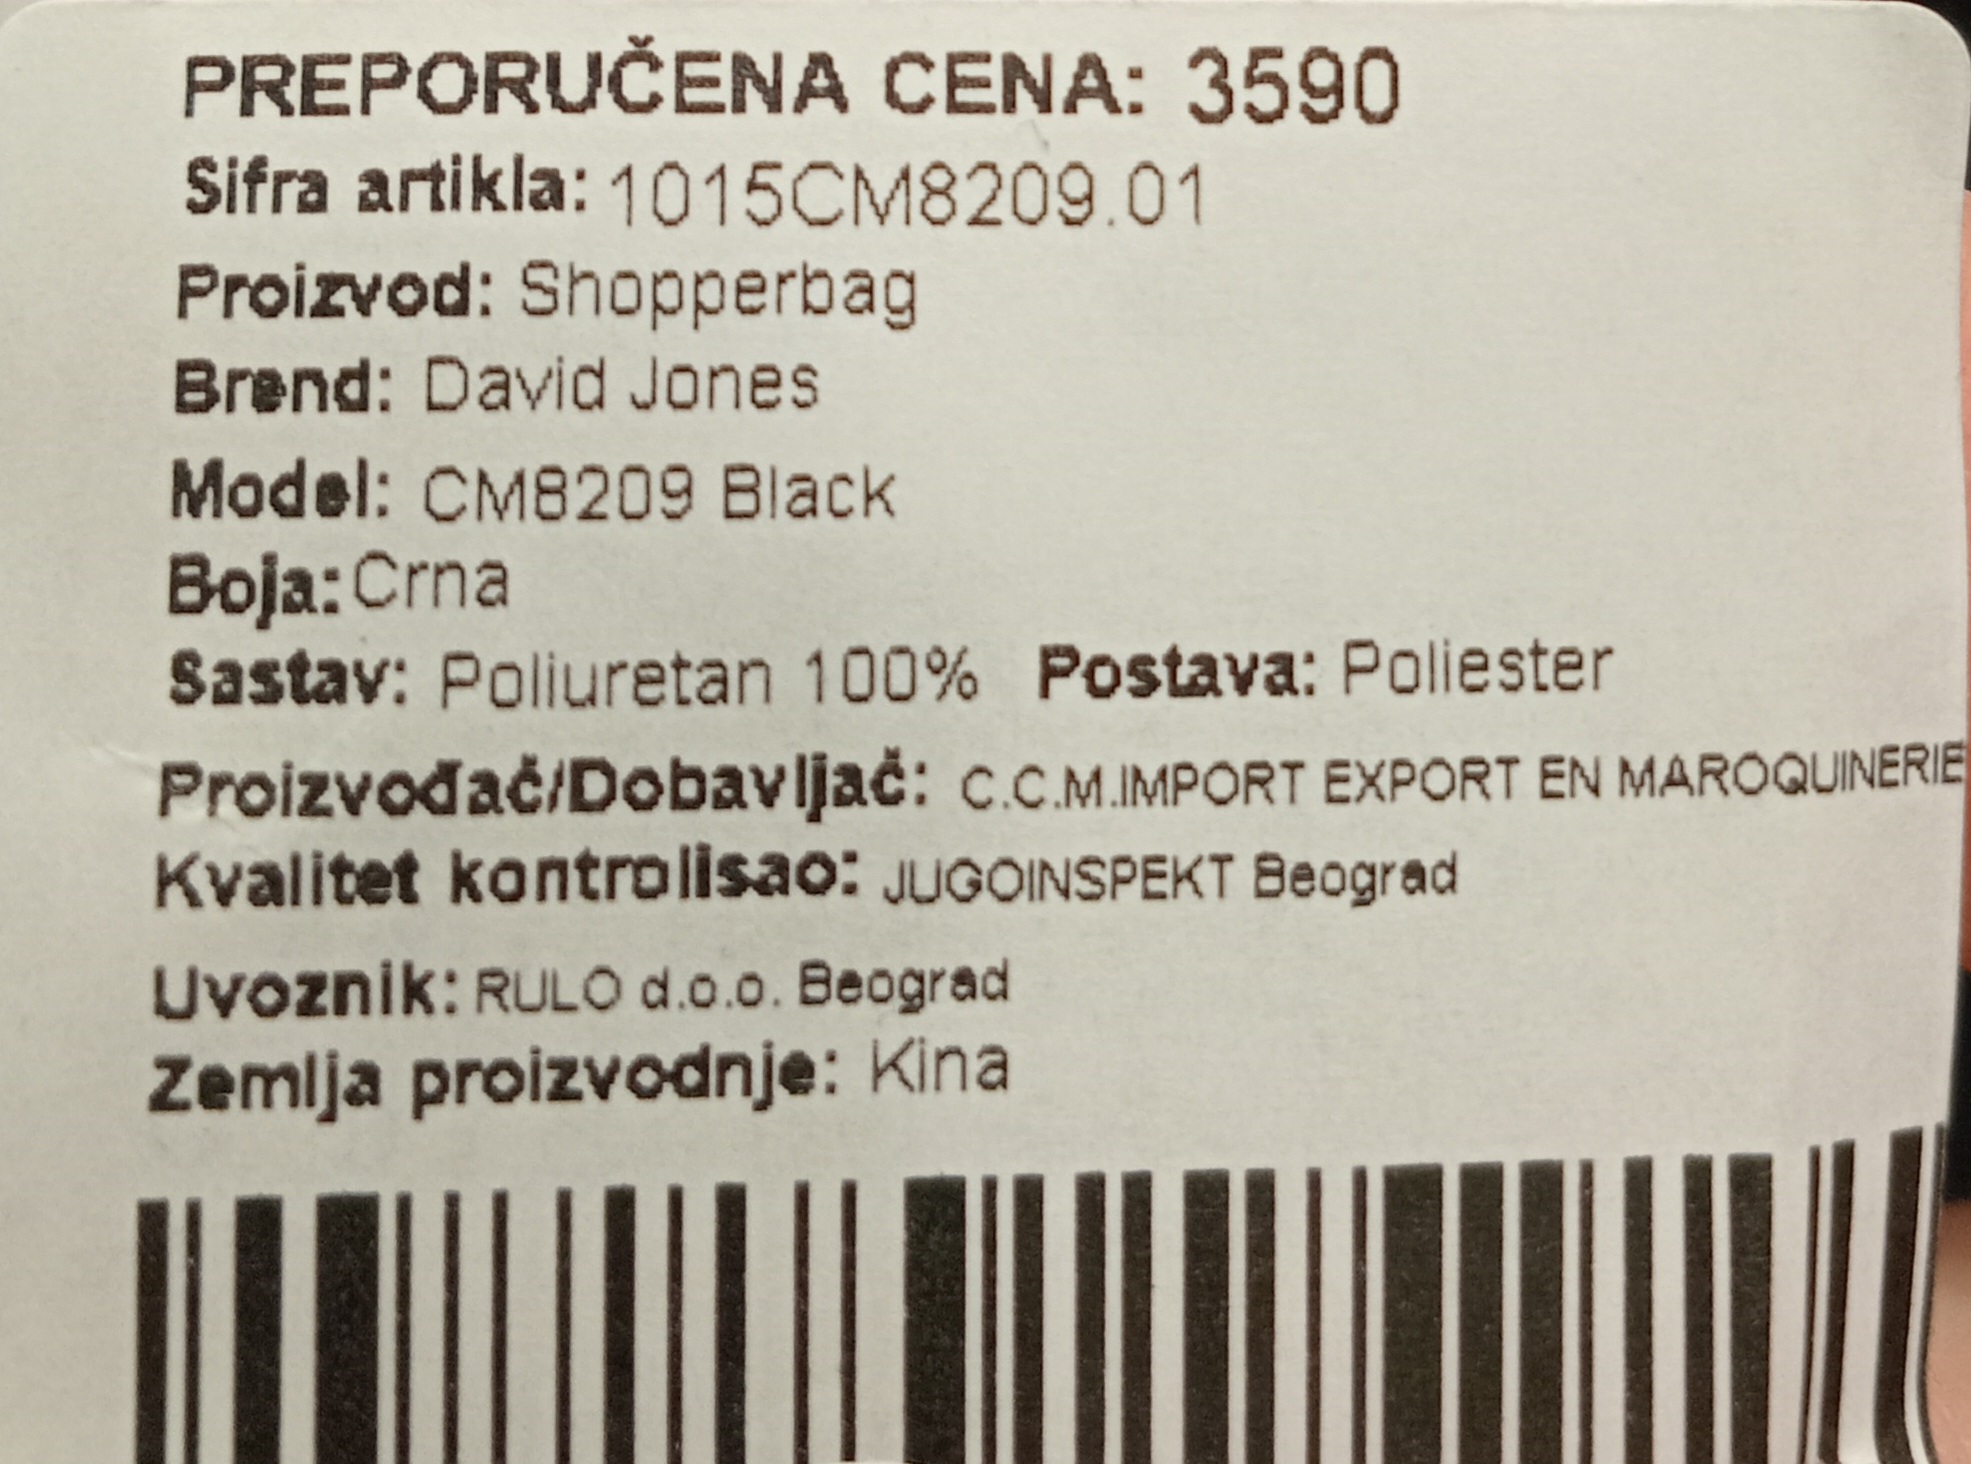 PREPORUČENA CENA: 3590
Sifra artikla: 1015CM8209.01
Proizvod: Shopperbag
Brend: David Jones
Model: CM8209 Black
Boja: Crna
Sastav: Poliuretan 100% Postava: Poliester
Proizvođač/Dobavljač: C.C.M.IMPORT EXPORT EN MAROQUINERIE
Kvalitet kontrolisao: JUGOINSPEKT Beograd
Uvoznik: RULO d.o.o. Beograd
Zemlja proizvodnje: Kina